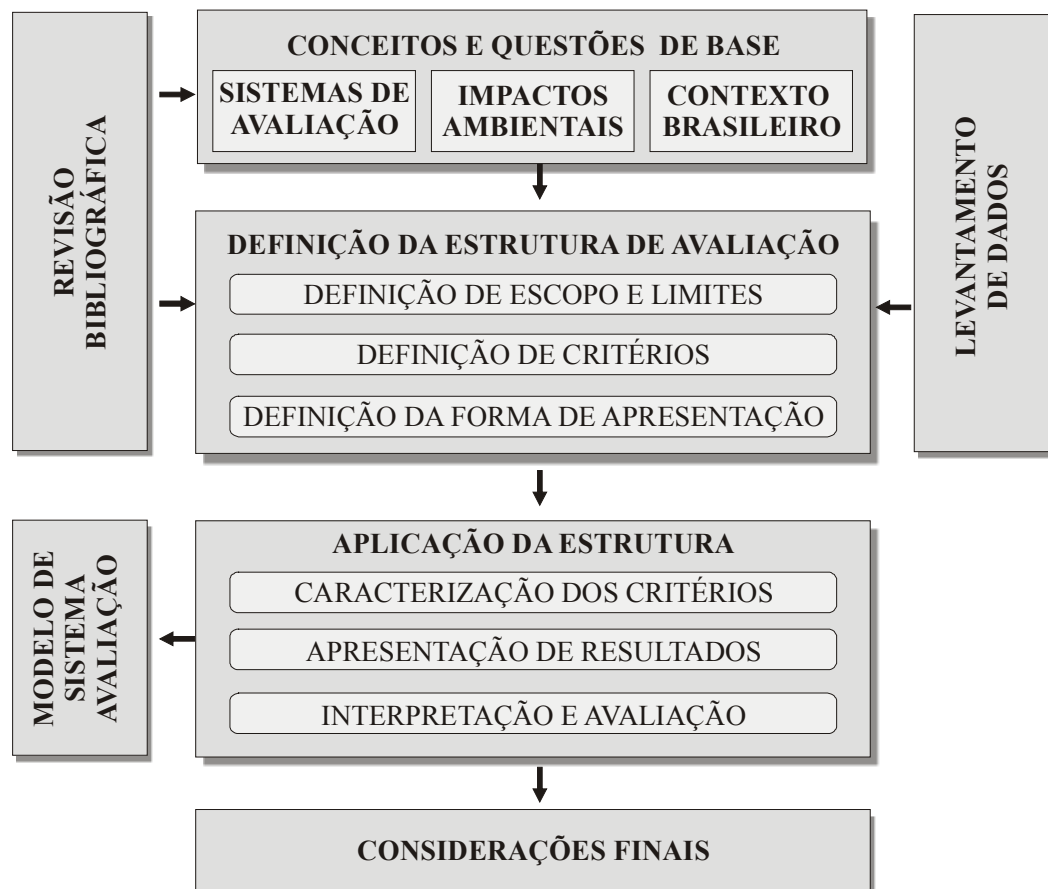 REVISÃO
BIBLIOGRÁFICA
CONCEITOS E QUESTÕES DE BASE
SISTEMAS DE
AVALIAÇÃO
IMPACTOS
AMBIENTAIS
CONTEXTO
BRASILEIRO
LEVANTAMENTO
DE DADOS
DEFINIÇÃO DA ESTRUTURA DE AVALIAÇÃO
DEFINIÇÃO DE ESCOPO E LIMITES
DEFINIÇÃO DE CRITÉRIOS
DEFINIÇÃO DA FORMA DE APRESENTAÇÃO
MODELO DE
SISTEMA
AVALIAÇÃO
APLICAÇÃO DA ESTRUTURA
CARACTERIZAÇÃO DOS CRITÉRIOS
APRESENTAÇÃO DE RESULTADOS
INTERPRETAÇÃO E AVALIAÇÃO
CONSIDERAÇÕES FINAIS